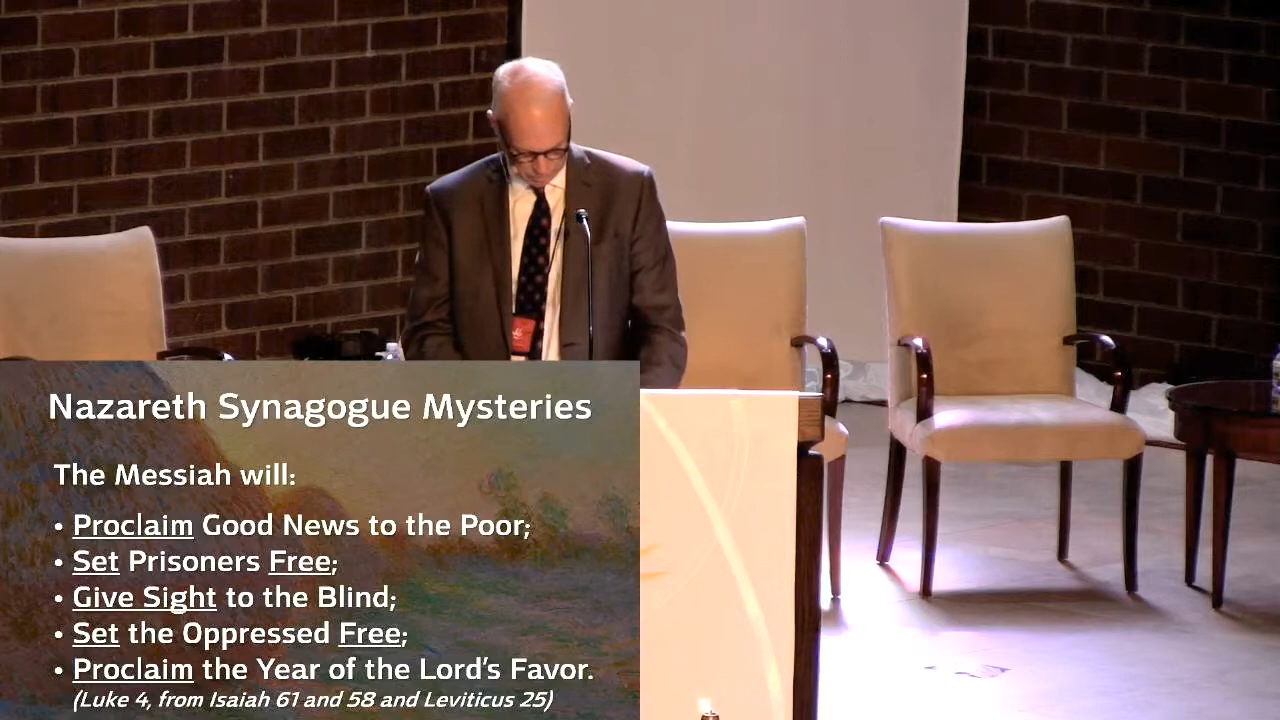 Nazareth Synagogue Mysteries
The Messiah will:
• Proclaim Good News to the Poor;
• Set Prisoners Free;
• Give Sight to the Blind;
• Set the Oppressed Free;
• Proclaim the Year of the Lord's Favor.
(Luke 4, from Isaiah 61 and 58 and Leviticus 25)